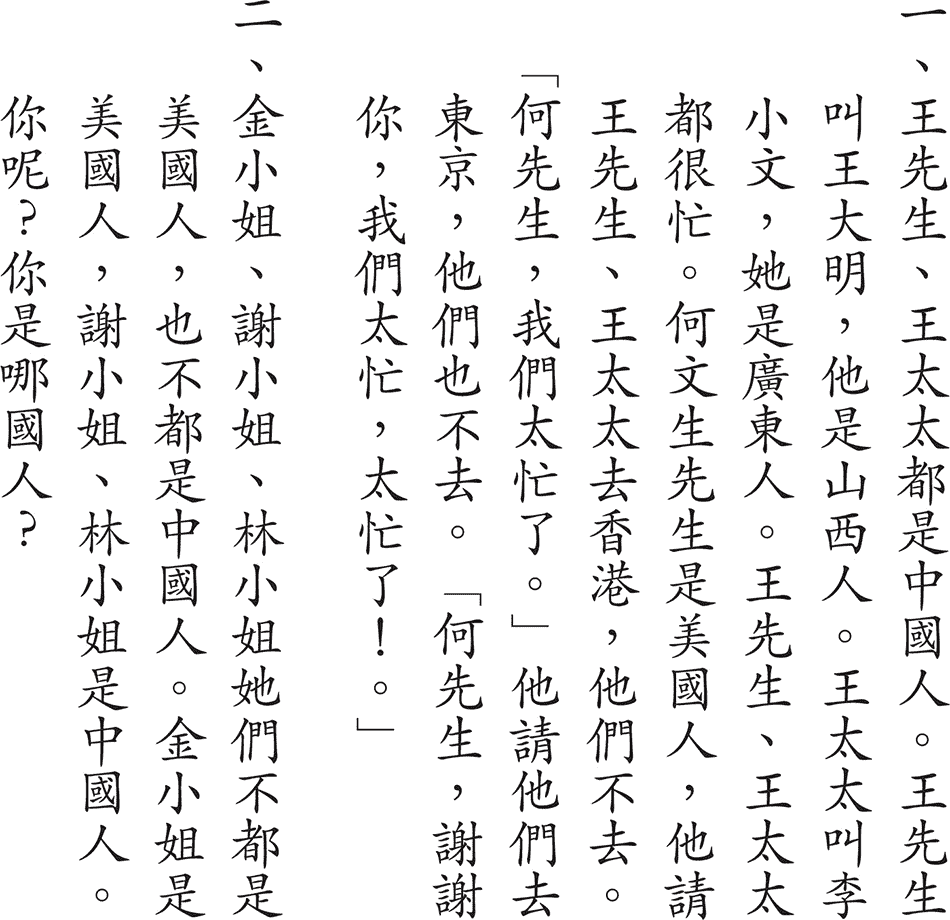 一、王先生、王太太都是中國人。王先生
叫王大明，他是山西人。王太太叫李
小文，她是廣東人。王先生、王太太
都很忙。何文生先生是美國人，他請
王先生、王太太去香港，他們不去。
「何先生，我們太忙了。」他請他們去
東京，他們也不去。「何先生，謝謝
你，我們太忙，太忙了！。」
二、金小姐、謝小姐、林小姐她們不都是
美國人，也不都是中國人。金小姐是
美國人，謝小姐、林小姐是中國人。
你呢？你是哪國人？